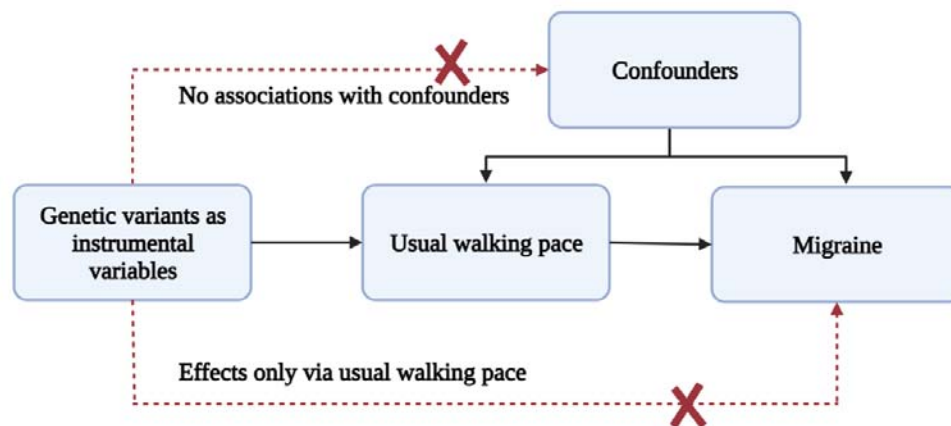 Confounders
No associations with confounders
Genetic variants as
instrumental
variables
Usual walking pace
Migraine
Effects only via usual walking pace